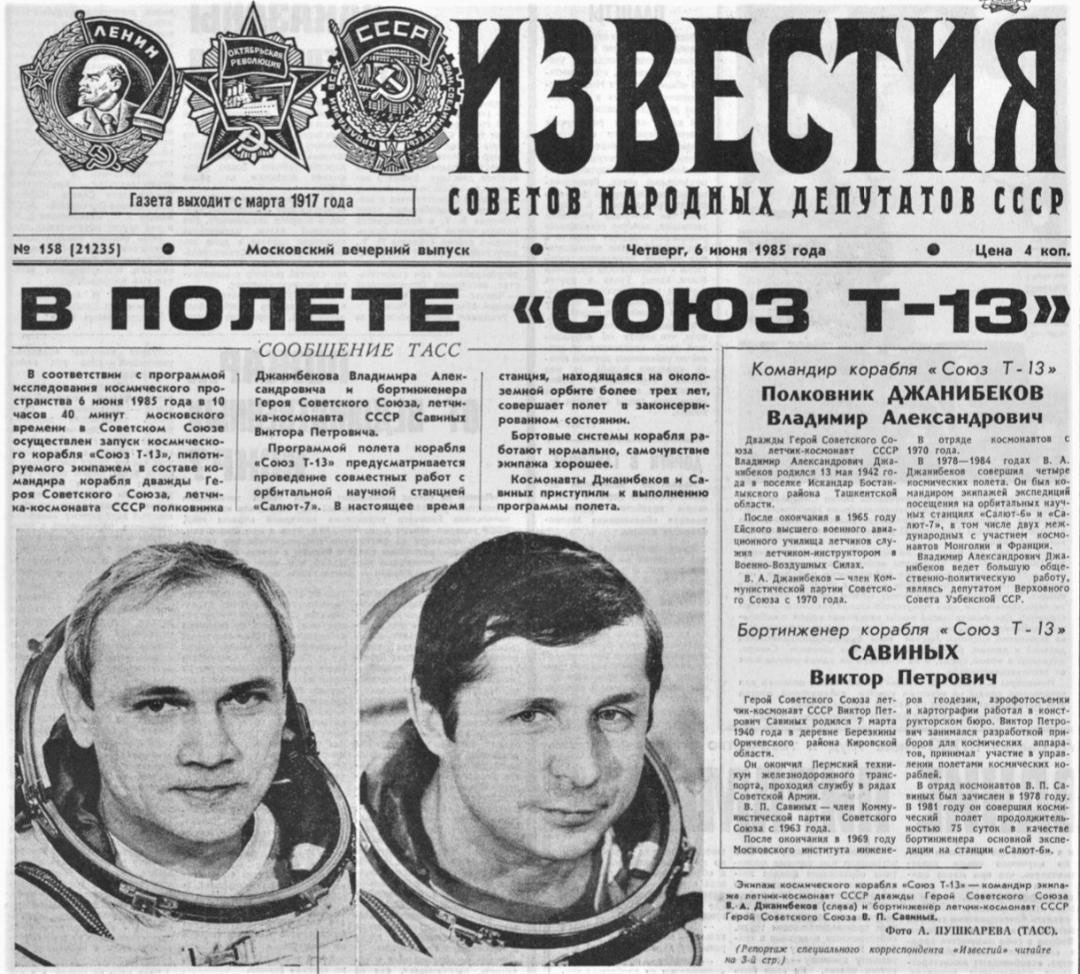 ЛЕНИН
ОКТЯБРЬСКАЯ
РЕВОЛЮЦИЯ
СССР
ИЗВЕСТИЯ
СОВЕТОВ НАРОДНЫХ ДЕПУТАТОВ СССР
Газета выходит с марта 1917 года
№ 158 [21235] ● Московский вечерний выпуск ● Четверг, 6 июня 1985 года ● Цена 4 коп.
В ПОЛЕТЕ «СОЮЗ Т-13»
СООБЩЕНИЕ ТАСС
В соответствии с программой
исследования космического про-
странства 6 июня 1985 года в 10
часов 40 минут московского
времени в Советском Союзе
осуществлен запуск космическо-
го корабля «Союз Т-13», пилоти-
руемого экипажем в составе ко-
мандира корабля дважды Ге-
роя Советского Союза, летчи-
ка-космонавта СССР полковника
Джанибекова Владимира Алек-
сандровича и бортинженера
Героя Советского Союза, летчи-
ка-космонавта СССР Савиных
Виктора Петровича.
Программой полета корабля
«Союз Т-13» предусматривается
проведение совместных работ с
орбитальной научной станцией
«Салют-7». В настоящее время
станция, находящаяся на около-
земной орбите более трех лет,
совершает полет в законсерви-
рованном состоянии.
Бортовые системы корабля ра-
ботают нормально, самочувствие
экипажа хорошее.
Космонавты Джанибеков и Са-
виных приступили к выполнению
программы полета.
Командир корабля «Союз Т-13»
Полковник ДЖАНИБЕКОВ
Владимир Александрович
Дважды Герой Советского Со-
юза летчик-космонавт СССР
Владимир Александрович Джа-
нибеков родился 13 мая 1942 го-
да в поселке Искандар Бостан-
лыкского района Ташкентской
области.
После окончания в 1965 году
Ейского высшего военного авиа-
ционного училища летчиков слу-
жил летчиком-инструктором в
Военно-Воздушных Силах.
В. А. Джанибеков — член Ком-
мунистической партии Советско-
го Союза с 1970 года.
В отряде космонавтов с
1970 года.
В 1978—1984 годах В. А.
Джанибеков совершил четыре
космических полета. Он был ко-
мандиром экипажей экспедиций
посещения на орбитальных науч-
ных станциях «Салют-6» и «Са-
лют-7», в том числе двух меж-
дународных с участием космо-
навтов Монголии и Франции.
Владимир Александрович Джа-
нибеков ведет большую обще-
ственно-политическую работу,
являясь депутатом Верховного
Совета Узбекской ССР.
Бортинженер корабля «Союз Т-13»
САВИНЫХ
Виктор Петрович
Герой Советского Союза лет-
чик-космонавт СССР Виктор Пет-
рович Савиных родился 7 марта
1940 года в деревне Березкины
Оричевского района Кировской
области.
Он окончил Пермский техни-
кум железнодорожного транс-
порта, проходил службу в рядах
Советской Армии.
В. П. Савиных — член Комму-
нистической партии Советского
Союза с 1963 года.
После окончания в 1969 году
Московского института инжене-
ров геодезии, аэрофотосъемки
и картографии работал в конст-
рукторском бюро. Виктор Петро-
вич занимался разработкой при-
боров для космических аппара-
тов, принимал участие в управ-
лении полетами космических ко-
раблей.
В отряд космонавтов В. П. Са-
виных был зачислен в 1978 году.
В 1981 году он совершил косми-
ческий полет продолжитель-
ностью 75 суток в качестве
бортинженера основной экспе-
диции на станции «Салют-6».
Экипаж космического корабля «Союз Т-13» — командир экипа-
жа летчик-космонавт СССР дважды Герой Советского Союза
В. А. Джанибеков (слева) и бортинженер летчик-космонавт СССР
Герой Советского Союза В. П. Савиных.
Фото А. ПУШКАРЕВА (ТАСС).
(Репортаж специального корреспондента «Известий» читайте
на 3-й стр.)